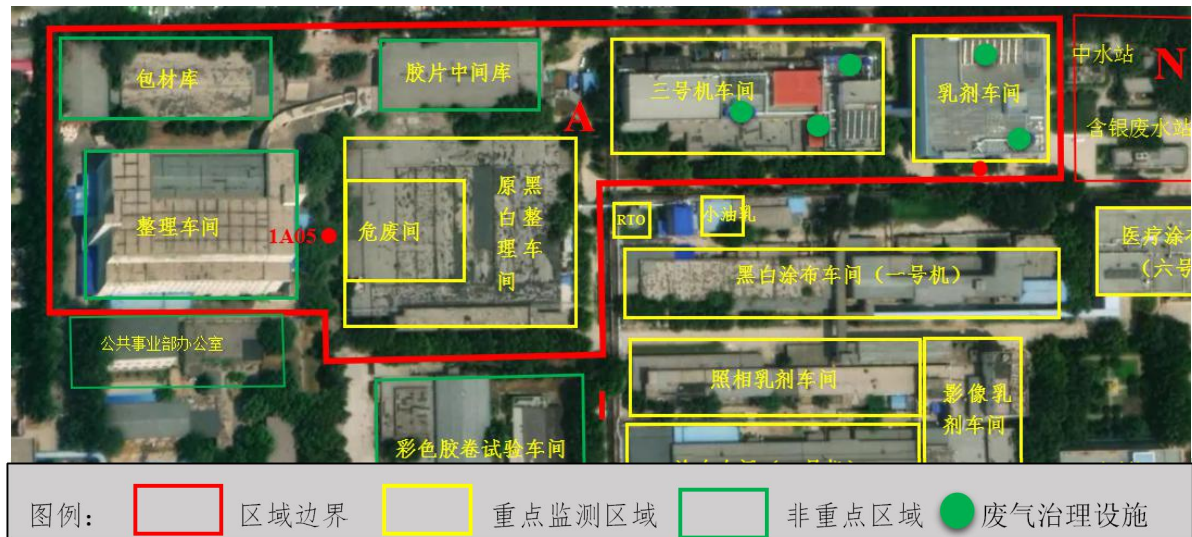 包材库
胶片中间库
三号机车间
乳剂车间
中水站
N
A
含银废水站
整理车间
1A05
危废间
原黑
白整
理车
间
RTO
小油乳
黑白涂布车间（一号机）
医疗涂布
（六号
公共事业部办公室
照相乳剂车间
影像乳
剂车间
I
彩色胶卷试验车间
图例：
区域边界
重点监测区域
非重点区域
废气治理设施